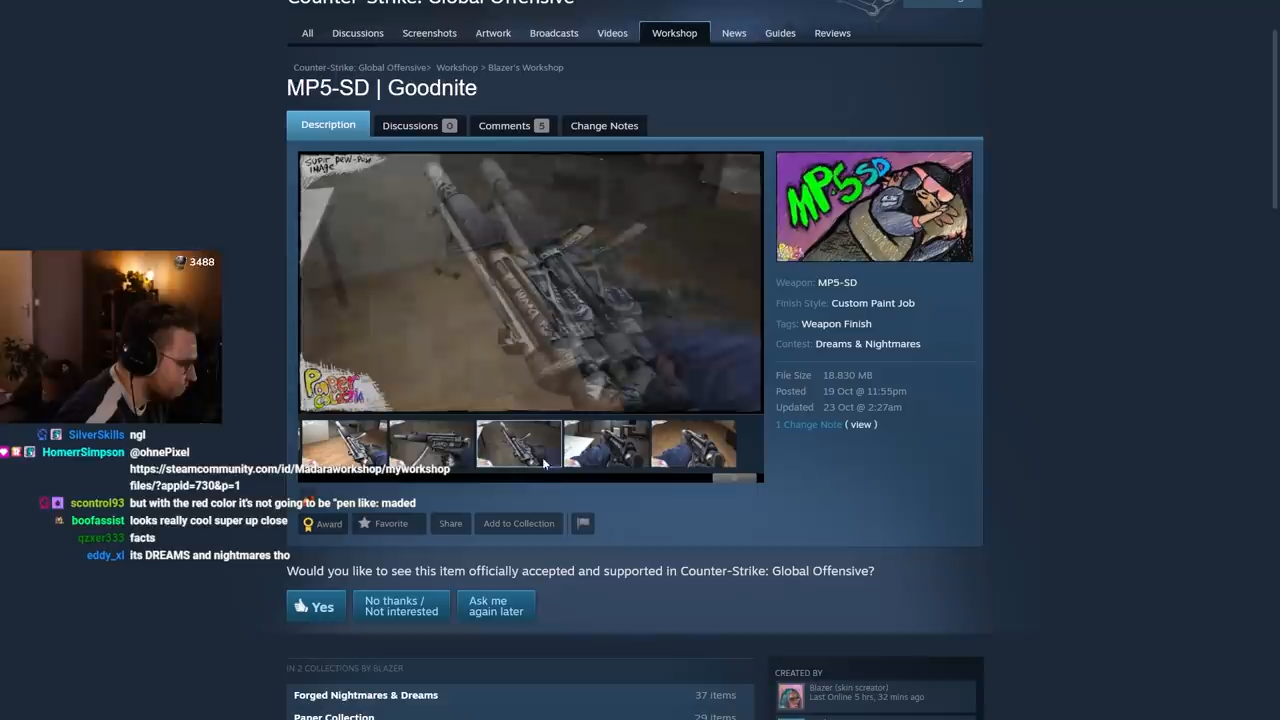 Counter-Strike: Global Offensive
All Discussions Screenshots Artwork Broadcasts Videos Workshop News Guides Reviews
Counter-Strike: Global Offensive> Workshop > Blazer's Workshop
MP5-SD | Goodnite
Description Discussions 0 Comments 5 Change Notes
MP5SD
Weapon: MP5-SD
Finish Style: Custom Paint Job
Tags: Weapon Finish
Contest: Dreams & Nightmares
File Size 18.830 MB
Posted 19 Oct @ 11:55pm
Updated 23 Oct @ 2:27am
1 Change Note ( view )
3488
SilverSkills ngl
HomerrSimpson @ohnePixel
https://steamcommunity.com/id/Madaraworkshop/myworkshop
files/?appid=730&p=1
scontrol93 but with the red color it's not going to be "pen like: maded
boofassist looks really cool super up close
qzxer333 facts
eddy_xl its DREAMS and nightmares tho
Award Favorite Share Add to Collection
Would you like to see this item officially accepted and supported in Counter-Strike: Global Offensive?
Yes
No thanks /
Not interested
Ask me
again later
IN 2 COLLECTIONS BY BLAZER
Forged Nightmares & Dreams 37 items
Paper Collection 29 items
CREATED BY
Blazer (skin screator)
Last Online 5 hrs, 32 mins ago